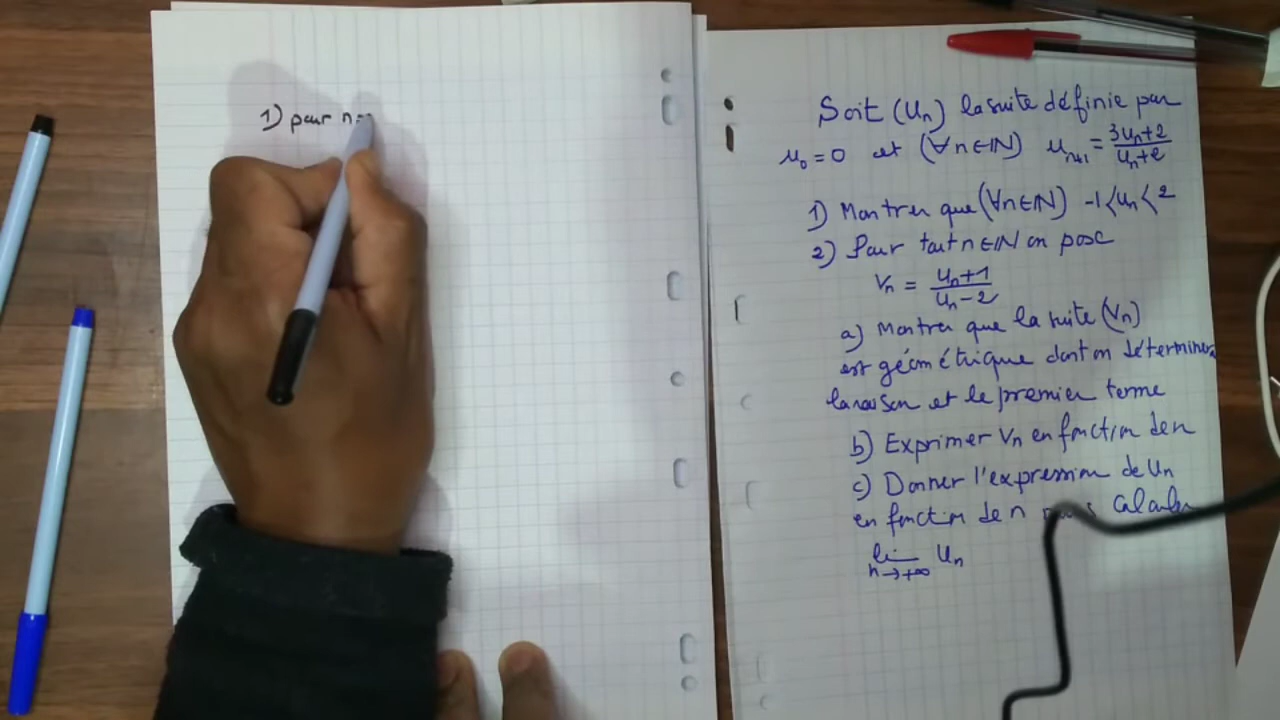 1) pour n=
Soit (Un) la suite définie par
u₀ = 0 et (∀n∈ℕ) uₙ₊₁ = (3uₙ+2)/(uₙ+2)
1) Montrer que (∀n∈ℕ) -1<Uₙ<2
2) Pour tout n∈ℕ on pose
Vₙ = (Uₙ+1)/(Uₙ-2)
a) Montrer que la suite (Vₙ)
est géométrique dont on déterminera
la raison et le premier terme
b) Exprimer Vₙ en fonction de n
c) Donner l'expression de Uₙ
en fonction de n calculer
lim n→+∞ Uₙ